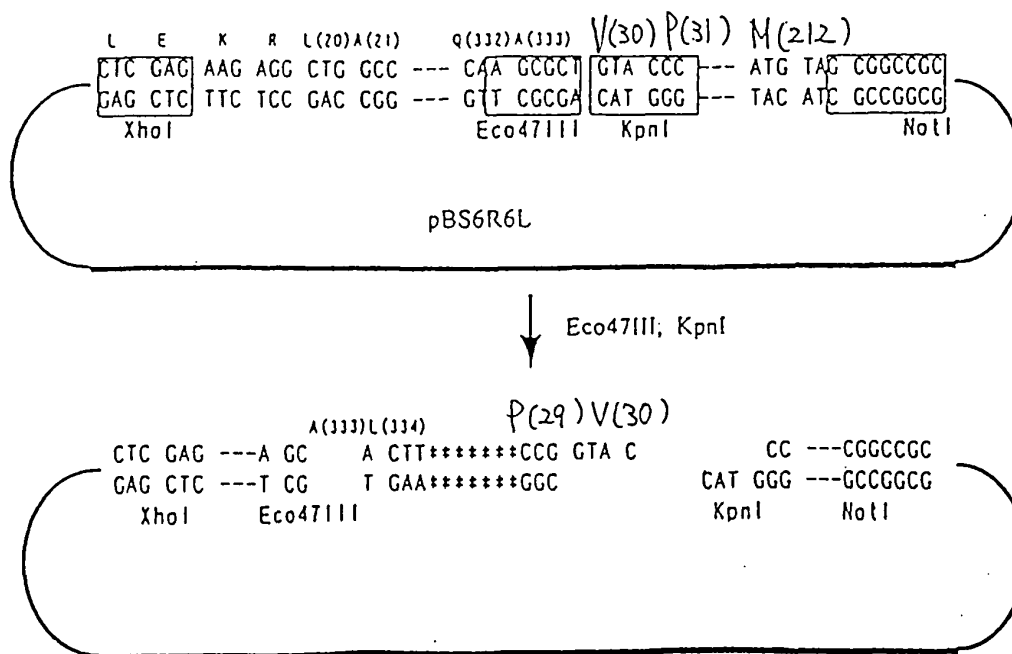 L E K R L(20)A(21) Q(332)A(333) V(30) P(31) M(212)
CTC GAG AAG AGG CTG GCC --- CAA GCGCT GTA CCC --- ATG TAG CGGCCGC
GAG CTC TTC TCC GAC CGG --- GTT CGCGA CAT GGG --- TAC ATC GCCGGCG
XhoI Eco47III KpnI NotI
pBS6R6L
Eco47III; KpnI
A(333)L(334) P(29) V(30)
CTC GAG ---A GC A CTT*******CCG GTA C CC ---CGGCCGC
GAG CTC ---T CG T GAA*******GGC CAT GGG ---GCCGGCG
XhoI Eco47III KpnI NotI